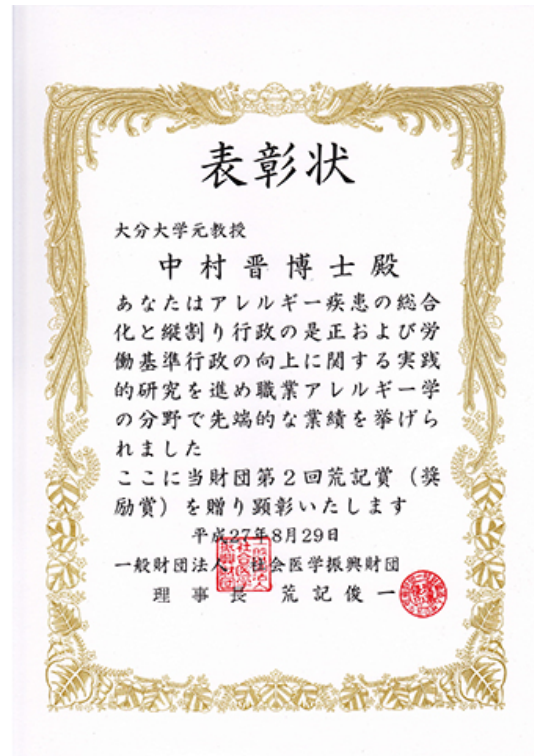 表彰状
大分大学元教授
中村晋博士殿
あなたはアレルギー疾患の総合
化と縦割り行政の是正および労
働基準行政の向上に関する実践
的研究を進め職業アレルギー学
の分野で先端的な業績を挙げら
れました
ここに当財団第2回荒記賞（奨
励賞）を贈り顕彰いたします
平成27年8月29日
一般財団法人 社会医学振興財団
理事長 荒記俊一